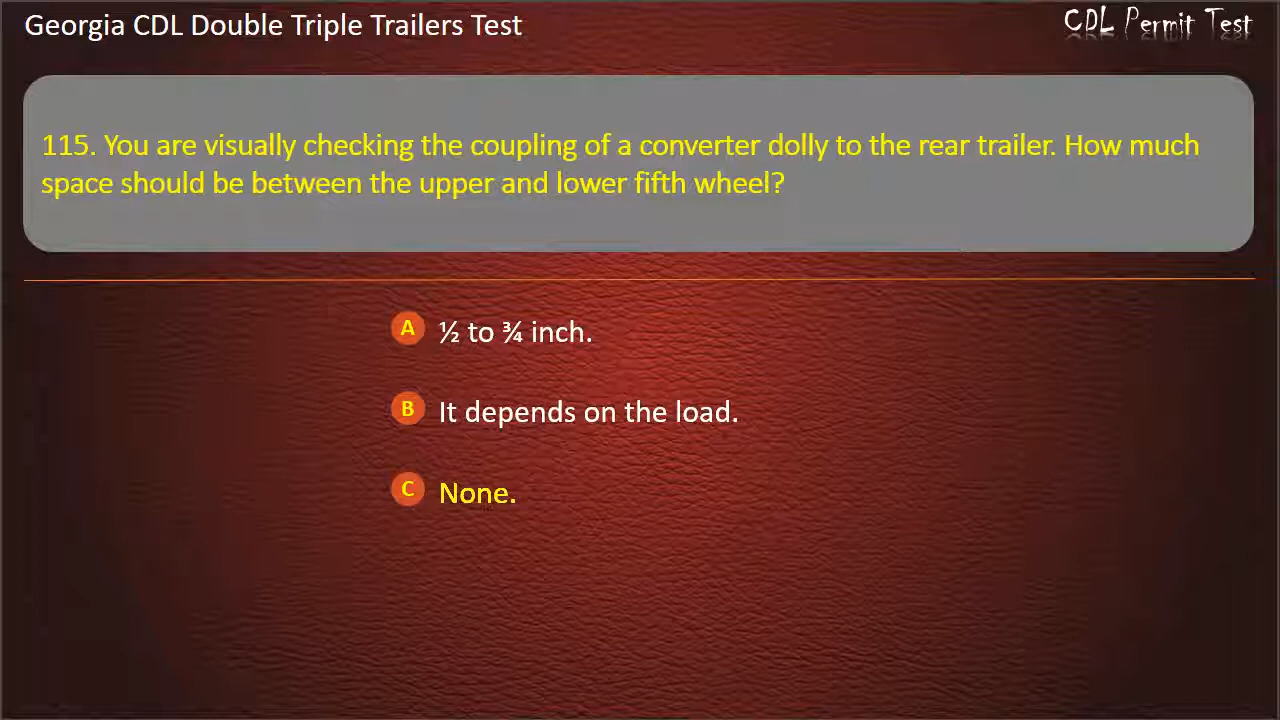 Georgia CDL Double Triple Trailers Test
CDL Permit Test
115. You are visually checking the coupling of a converter dolly to the rear trailer. How much
space should be between the upper and lower fifth wheel?
A ½ to ¾ inch.
B It depends on the load.
C None.